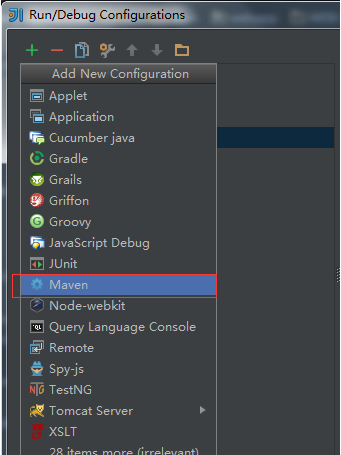 Run/Debug Configurations
Add New Configuration
Applet
Application
Cucumber java
Gradle
Grails
Griffon
Groovy
JavaScript Debug
JUnit
Maven
Node-webkit
Query Language Console
Remote
Spy-js
TestNG
Tomcat Server
XSLT
28 items more (irrelevant)